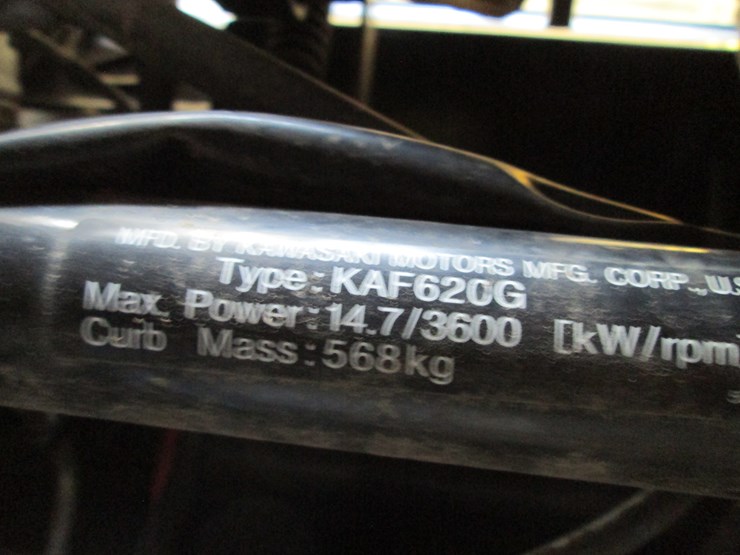 MFD. BY KAWASAKI MOTORS MFG. CORP., U.S
Type: KAF620G
Max. Power: 14.7/3600 [kW/rpm]
Curb Mass: 568kg